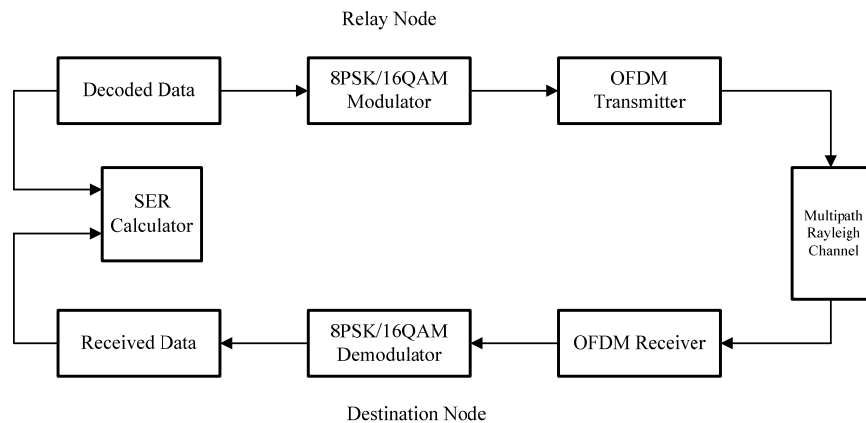 Relay Node
Decoded Data
8PSK/16QAM
Modulator
OFDM
Transmitter
SER
Calculator
Multipath
Rayleigh
Channel
Received Data
8PSK/16QAM
Demodulator
OFDM Receiver
Destination Node